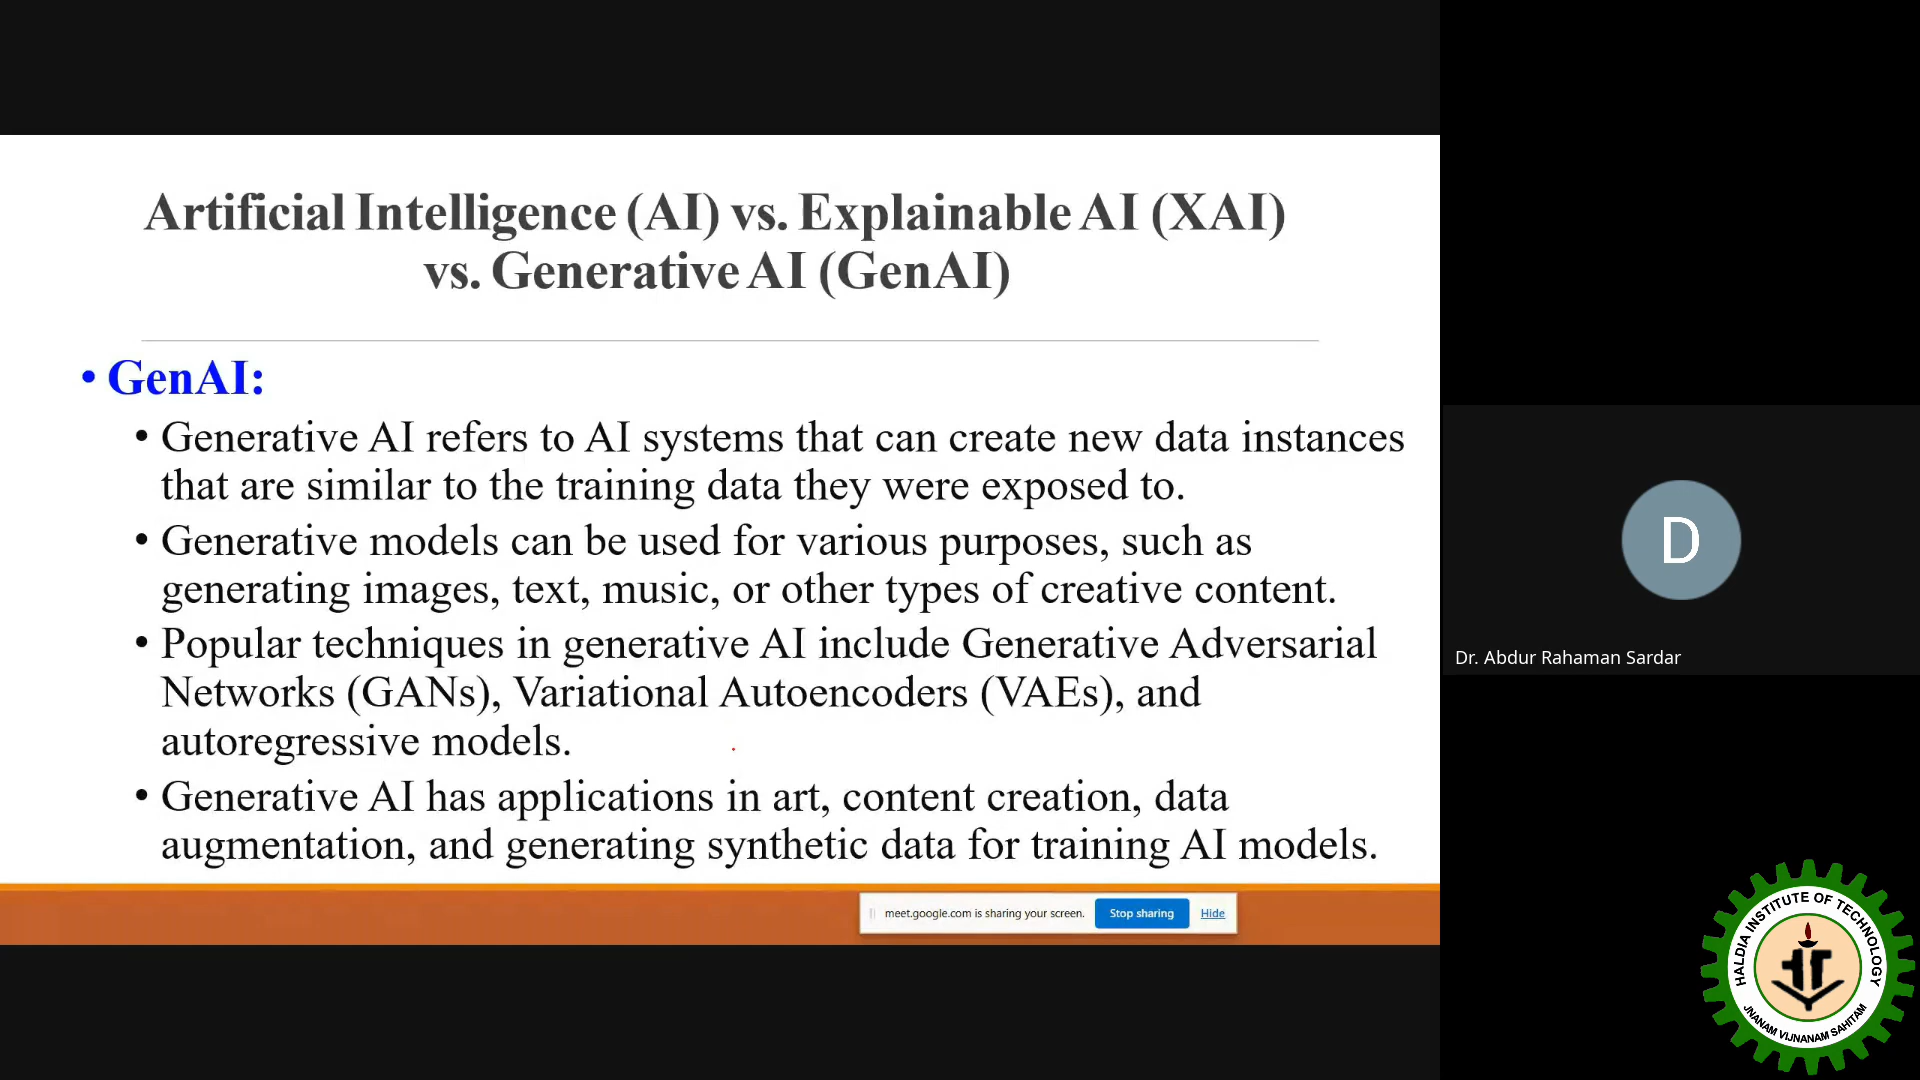 Artificial Intelligence (AI) vs. Explainable AI (XAI)
vs. Generative AI (GenAI)
• GenAI:
• Generative AI refers to AI systems that can create new data instances
that are similar to the training data they were exposed to.
• Generative models can be used for various purposes, such as
generating images, text, music, or other types of creative content.
• Popular techniques in generative AI include Generative Adversarial
Networks (GANs), Variational Autoencoders (VAEs), and
autoregressive models.
• Generative AI has applications in art, content creation, data
augmentation, and generating synthetic data for training AI models.
meet.google.com is sharing your screen. Stop sharing Hide
D
Dr. Abdur Rahaman Sardar
HALDIA INSTITUTE OF TECHNOLOGY
JNANAM VIJNANAM SAHITAM